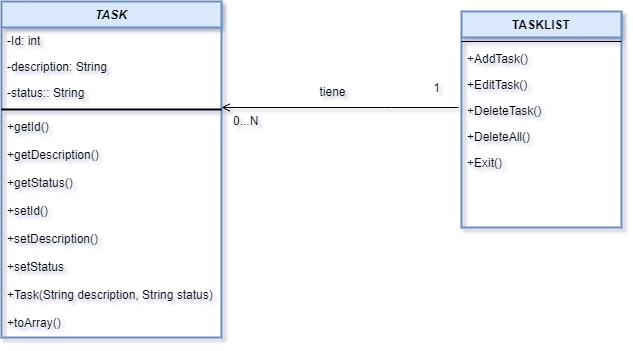 TASK
-Id: int
-description: String
-status:: String
+getId()
+getDescription()
+getStatus()
+setId()
+setDescription()
+setStatus
+Task(String description, String status)
+toArray()
tiene
1
0...N
TASKLIST
+AddTask()
+EditTask()
+DeleteTask()
+DeleteAll()
+Exit()